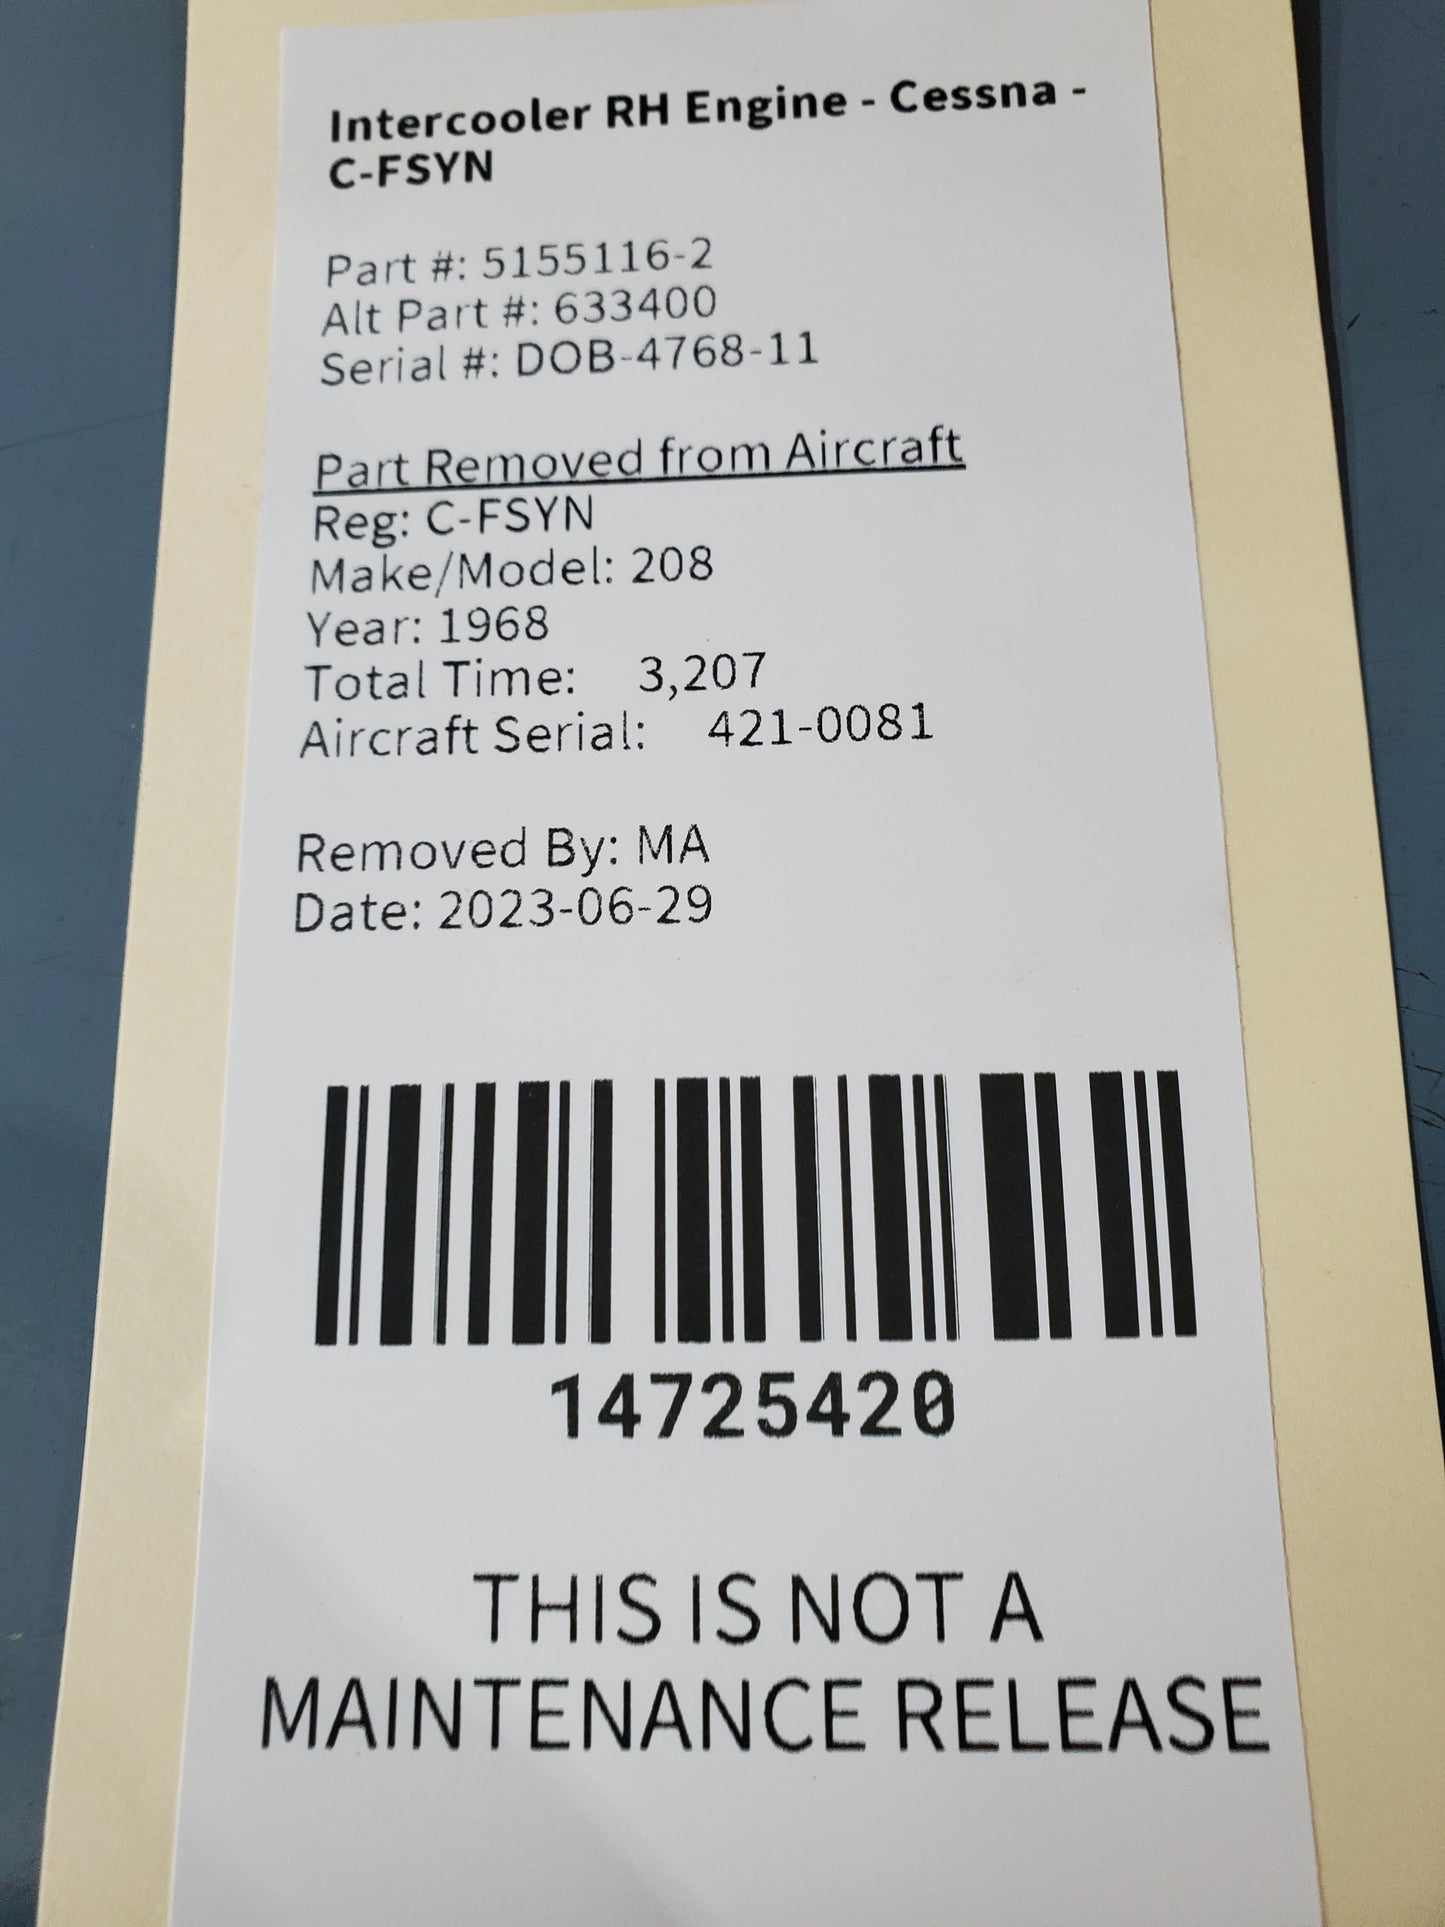 Intercooler RH Engine - Cessna -
C-FSYN
Part #: 5155116-2
Alt Part #: 633400
Serial #: DOB-4768-11
Part Removed from Aircraft
Reg: C-FSYN
Make/Model: 208
Year: 1968
Total Time: 3,207
Aircraft Serial: 421-0081
Removed By: MA
Date: 2023-06-29
14725420
THIS IS NOT A
MAINTENANCE RELEASE